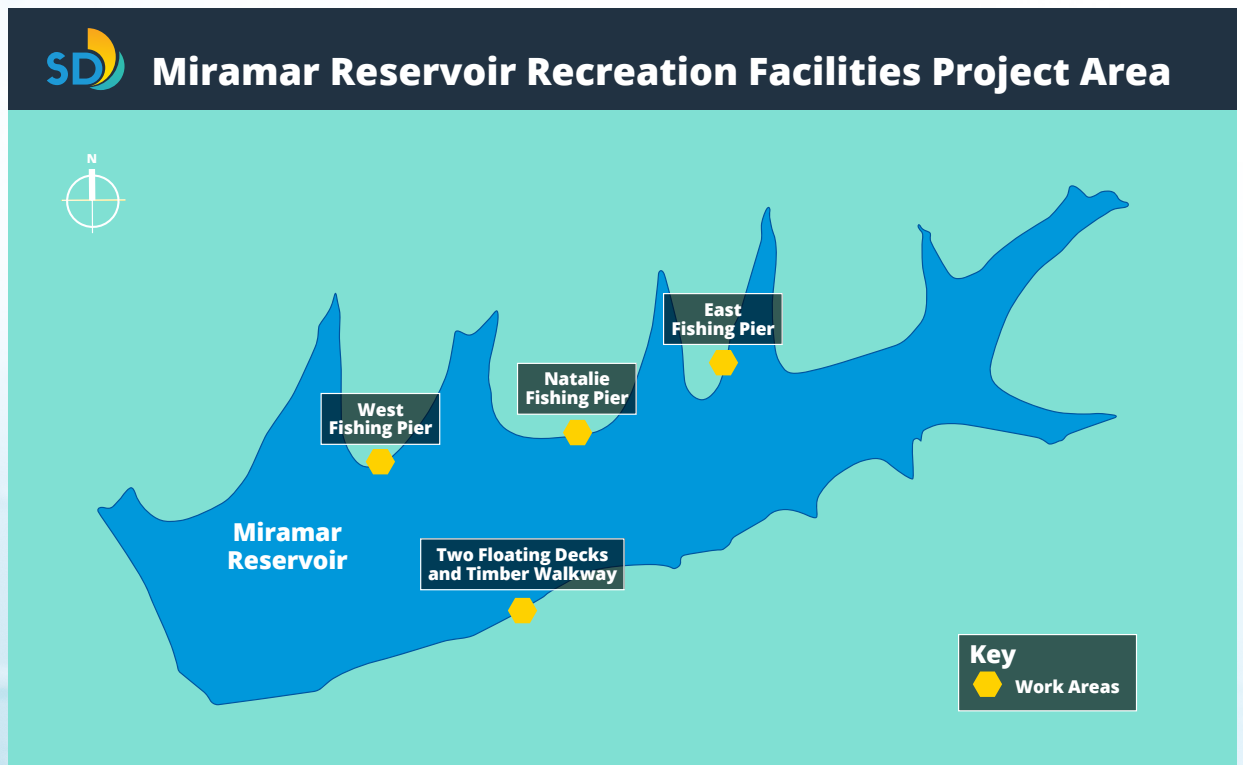 SD
Miramar Reservoir Recreation Facilities Project Area
N
East
Fishing Pier
Natalie
Fishing Pier
West
Fishing Pier
Miramar
Reservoir
Two Floating Decks
and Timber Walkway
Key
Work Areas